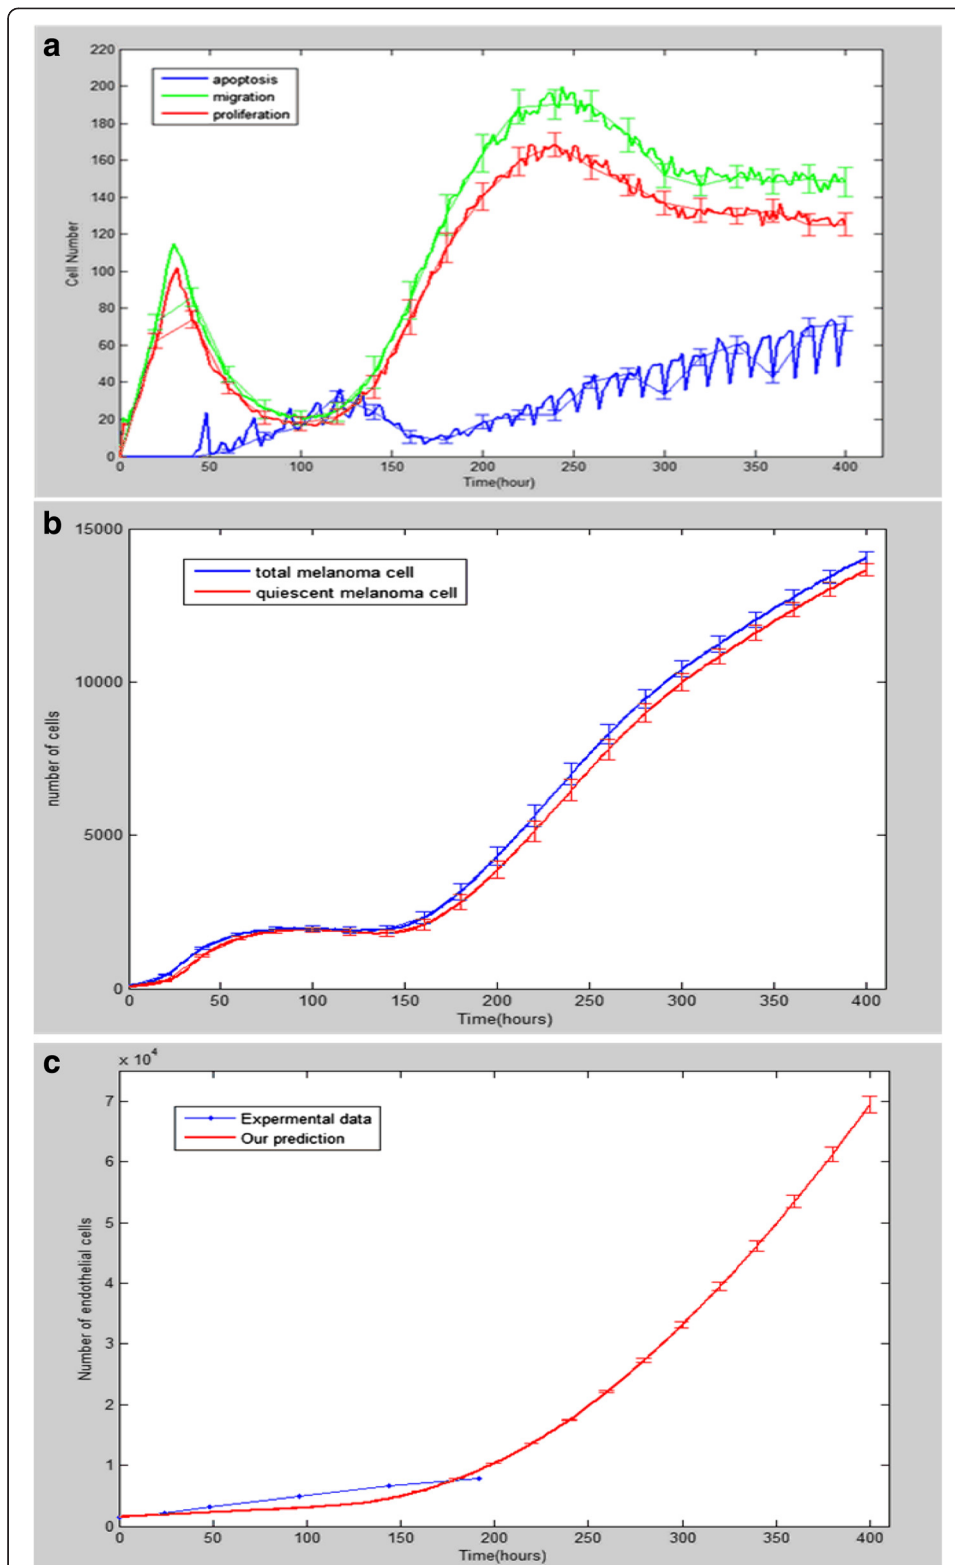 a
220
200
180
160
140
120
100
80
60
40
20
0
Cell Number
apoptosis
migration
proliferation
0 50 100 150 200 250 300 350 400
Time(hour)
b
15000
10000
5000
0
number of cells
total melanoma cell
quiescent melanoma cell
0 50 100 150 200 250 300 350 400
Time(hours)
c
× 10⁴
7
6
5
4
3
2
1
0
Number of endothelial cells
Expermental data
Our prediction
0 50 100 150 200 250 300 350 400
Time(hours)